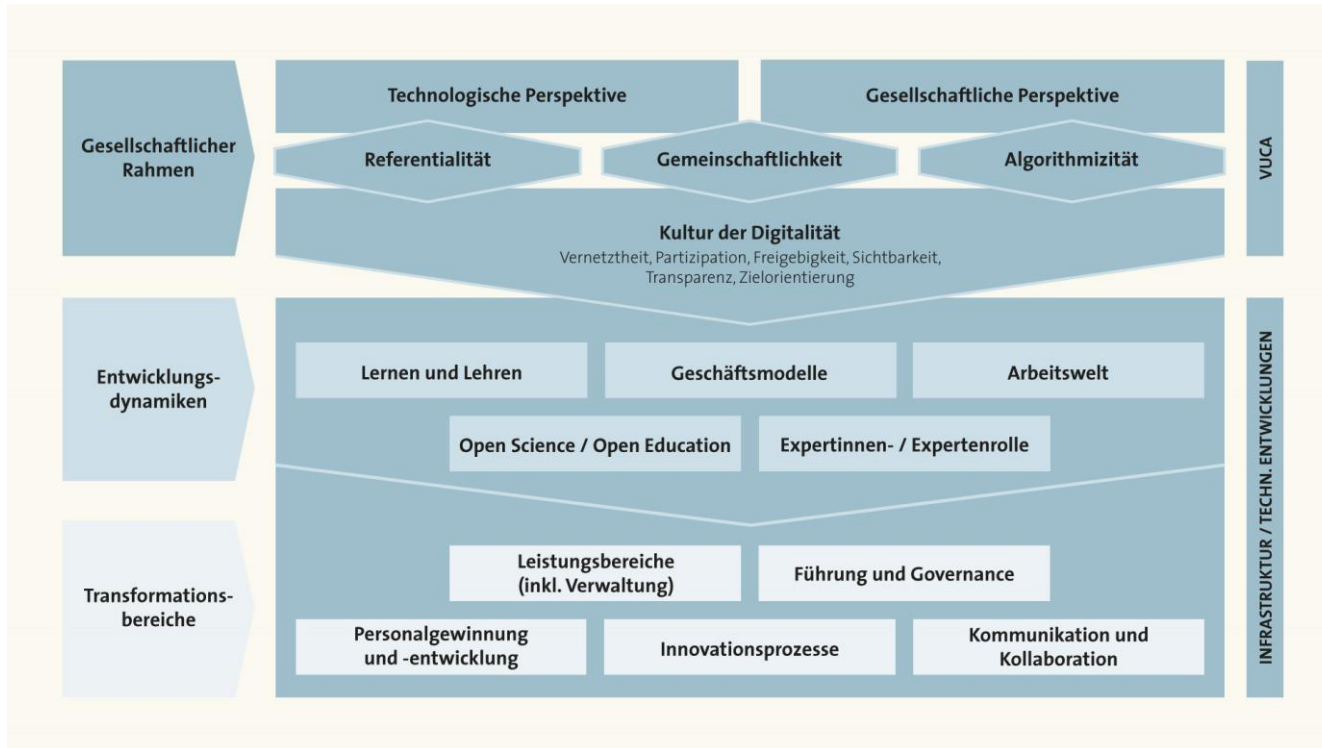 Gesellschaftlicher
Rahmen
Technologische Perspektive
Gesellschaftliche Perspektive
Referentialität
Gemeinschaftlichkeit
Algorithmizität
Kultur der Digitalität
Vernetztheit, Partizipation, Freigebigkeit, Sichtbarkeit,
Transparenz, Zielorientierung
VUCA
Entwicklungs-
dynamiken
Lernen und Lehren
Geschäftsmodelle
Arbeitswelt
Open Science / Open Education
Expertinnen- / Expertenrolle
Transformations-
bereiche
Leistungsbereiche
(inkl. Verwaltung)
Führung und Governance
Personalgewinnung
und -entwicklung
Innovationsprozesse
Kommunikation und
Kollaboration
INFRASTRUKTUR / TECHN. ENTWICKLUNGEN